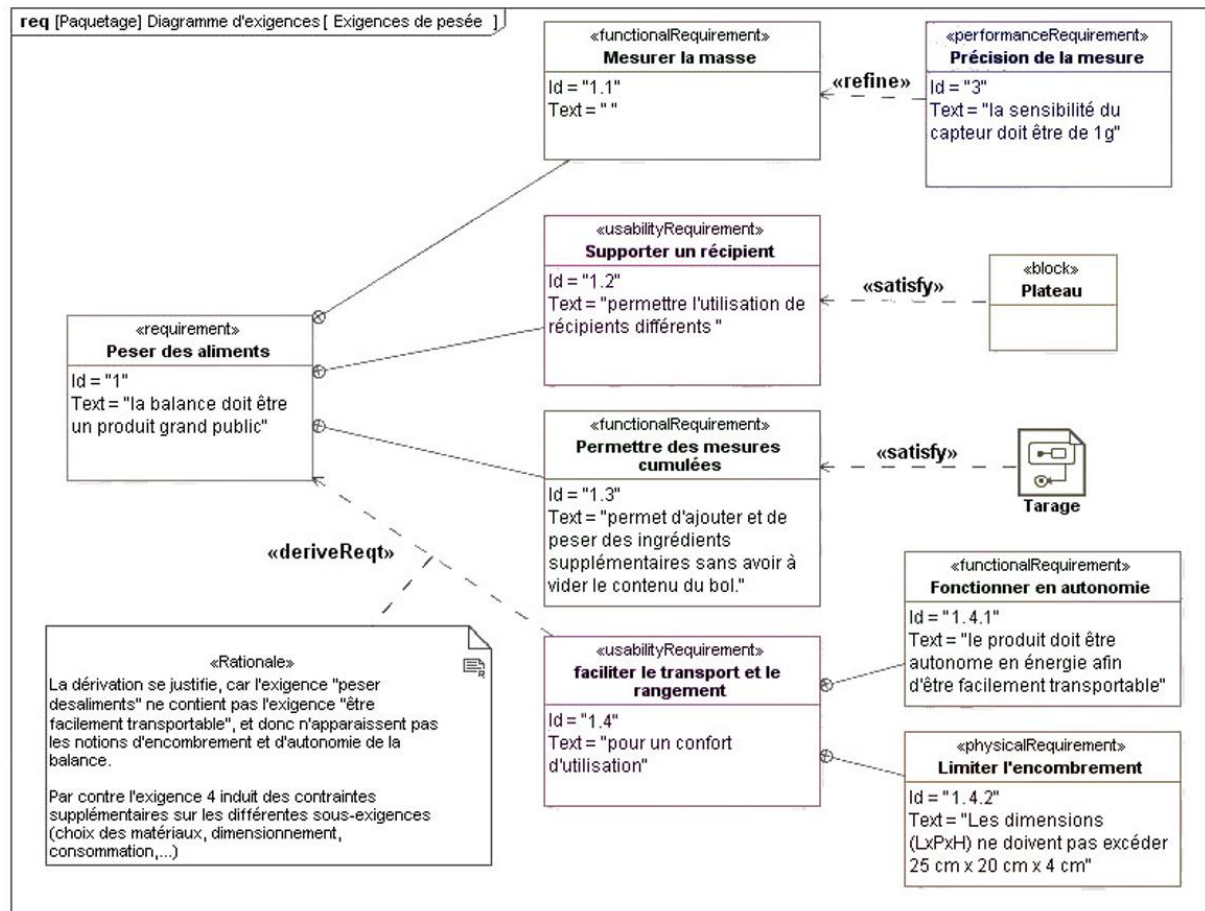 req [Paquetage] Diagramme d'exigences [ Exigences de pesée ]
«functionalRequirement»
Mesurer la masse
Id = "1.1"
Text = " "
«refine»
«performanceRequirement»
Précision de la mesure
Id = "3"
Text = "la sensibilité du
capteur doit être de 1g"
«usabilityRequirement»
Supporter un récipient
Id = "1.2"
Text = "permettre l'utilisation de
récipients différents "
«satisfy»
«block»
Plateau
«requirement»
Peser des aliments
Id = "1"
Text = "la balance doit être
un produit grand public"
«functionalRequirement»
Permettre des mesures
cumulées
Id = "1.3"
Text = "permet d'ajouter et de
peser des ingrédients
supplémentaires sans avoir à
vider le contenu du bol."
«satisfy»
Tarage
«deriveReqt»
«Rationale»
R
La dérivation se justifie, car l'exigence "peser
desaliments" ne contient pas l'exigence "être
facilement transportable", et donc n'apparaissent pas
les notions d'encombrement et d'autonomie de la
balance.
Par contre l'exigence 4 induit des contraintes
supplémentaires sur les différentes sous-exigences
(choix des matériaux, dimensionnement,
consommation,...)
«usabilityRequirement»
faciliter le transport et le
rangement
Id = "1.4"
Text = "pour un confort
d'utilisation"
«functionalRequirement»
Fonctionner en autonomie
Id = "1.4.1"
Text = "le produit doit être
autonome en énergie afin
d'être facilement transportable"
«physicalRequirement»
Limiter l'encombrement
Id = "1.4.2"
Text = "Les dimensions
(LxPxH) ne doivent pas excéder
25 cm x 20 cm x 4 cm"